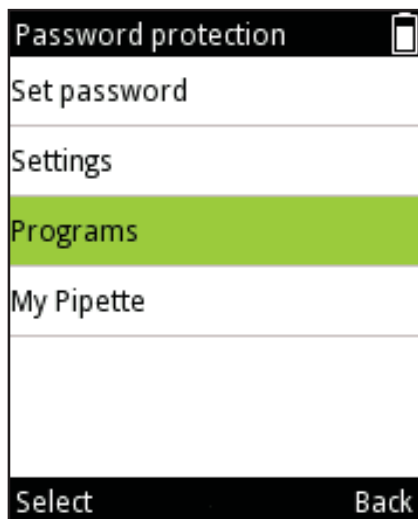 Password protection
Set password
Settings
Programs
My Pipette
Select Back